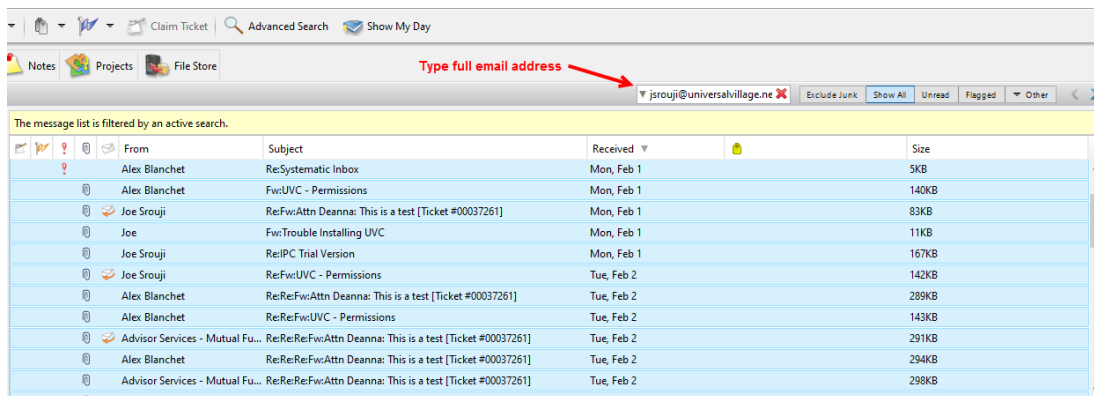 Claim Ticket Advanced Search Show My Day
Notes Projects File Store Type full email address
jsrouji@universalvillage.ne Exclude Junk Show All Unread Flagged Other
The message list is filtered by an active search.
From Subject Received Size
Alex Blanchet Re:Systematic Inbox Mon, Feb 1 5KB
Alex Blanchet Fw:UVC - Permissions Mon, Feb 1 140KB
Joe Srouji Re:Fw:Attn Deanna: This is a test [Ticket #00037261] Mon, Feb 1 83KB
Joe Fw:Trouble Installing UVC Mon, Feb 1 11KB
Joe Srouji Re:IPC Trial Version Mon, Feb 1 167KB
Joe Srouji Re:Fw:UVC - Permissions Tue, Feb 2 142KB
Alex Blanchet Re:Re:Fw:Attn Deanna: This is a test [Ticket #00037261] Tue, Feb 2 289KB
Alex Blanchet Re:Re:Fw:UVC - Permissions Tue, Feb 2 143KB
Advisor Services - Mutual Fu... Re:Re:Re:Fw:Attn Deanna: This is a test [Ticket #00037261] Tue, Feb 2 291KB
Alex Blanchet Re:Re:Re:Fw:Attn Deanna: This is a test [Ticket #00037261] Tue, Feb 2 294KB
Advisor Services - Mutual Fu... Re:Re:Re:Fw:Attn Deanna: This is a test [Ticket #00037261] Tue, Feb 2 298KB